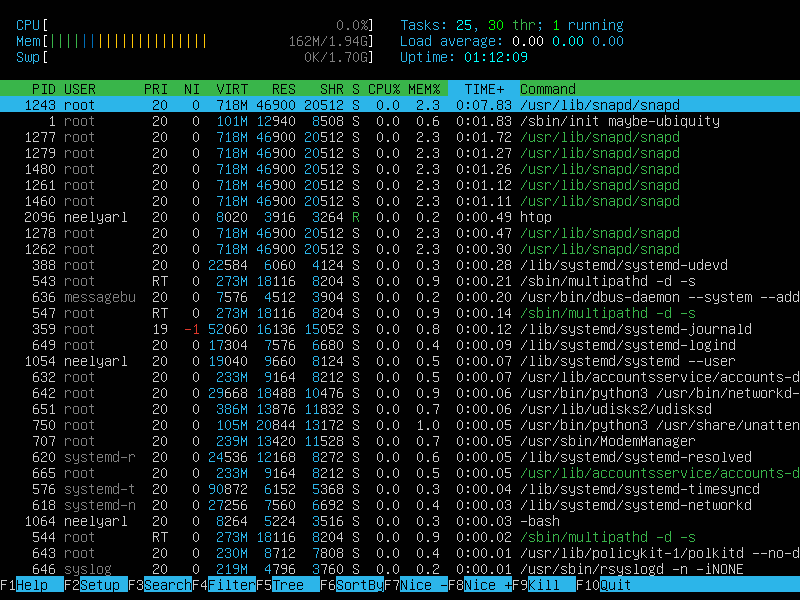 CPU[ 0.0%] Tasks: 25, 30 thr; 1 running
Mem[|||||||||||||||||||| 162M/1.94G] Load average: 0.00 0.00 0.00
Swp[ 0K/1.70G] Uptime: 01:12:09
PID USER PRI NI VIRT RES SHR S CPU% MEM% TIME+ Command
1243 root 20 0 718M 46900 20512 S 0.0 2.3 0:07.83 /usr/lib/snapd/snapd
1 root 20 0 101M 12940 8508 S 0.0 0.6 0:01.83 /sbin/init maybe-ubiquity
1277 root 20 0 718M 46900 20512 S 0.0 2.3 0:01.72 /usr/lib/snapd/snapd
1279 root 20 0 718M 46900 20512 S 0.0 2.3 0:01.27 /usr/lib/snapd/snapd
1480 root 20 0 718M 46900 20512 S 0.0 2.3 0:01.26 /usr/lib/snapd/snapd
1261 root 20 0 718M 46900 20512 S 0.0 2.3 0:01.12 /usr/lib/snapd/snapd
1460 root 20 0 718M 46900 20512 S 0.0 2.3 0:01.11 /usr/lib/snapd/snapd
2096 neelyarl 20 0 8020 3916 3264 R 0.0 0.2 0:00.49 htop
1278 root 20 0 718M 46900 20512 S 0.0 2.3 0:00.47 /usr/lib/snapd/snapd
1262 root 20 0 718M 46900 20512 S 0.0 2.3 0:00.30 /usr/lib/snapd/snapd
388 root 20 0 22584 6060 4124 S 0.0 0.3 0:00.28 /lib/systemd/systemd-udevd
543 root RT 0 273M 18116 8204 S 0.0 0.9 0:00.21 /sbin/multipathd -d -s
636 messagebu 20 0 7576 4512 3904 S 0.0 0.2 0:00.20 /usr/bin/dbus-daemon --system --add
547 root RT 0 273M 18116 8204 S 0.0 0.9 0:00.14 /sbin/multipathd -d -s
359 root 19 -1 52060 16136 15052 S 0.0 0.8 0:00.12 /lib/systemd/systemd-journald
649 root 20 0 17304 7576 6680 S 0.0 0.4 0:00.09 /lib/systemd/systemd-logind
1054 neelyarl 20 0 19040 9660 8124 S 0.0 0.5 0:00.07 /lib/systemd/systemd --user
632 root 20 0 233M 9164 8212 S 0.0 0.5 0:00.07 /usr/lib/accountsservice/accounts-d
642 root 20 0 29668 18488 10476 S 0.0 0.9 0:00.06 /usr/bin/python3 /usr/bin/networkd-
651 root 20 0 386M 13876 11832 S 0.0 0.7 0:00.06 /usr/lib/udisks2/udisksd
750 root 20 0 105M 20844 13172 S 0.0 1.0 0:00.06 /usr/bin/python3 /usr/share/unatten
707 root 20 0 239M 13420 11528 S 0.0 0.7 0:00.05 /usr/sbin/ModemManager
620 systemd-r 20 0 24536 12168 8272 S 0.0 0.6 0:00.05 /lib/systemd/systemd-resolved
665 root 20 0 233M 9164 8212 S 0.0 0.5 0:00.05 /usr/lib/accountsservice/accounts-d
576 systemd-t 20 0 90872 6152 5368 S 0.0 0.3 0:00.04 /lib/systemd/systemd-timesyncd
618 systemd-n 20 0 27256 7560 6692 S 0.0 0.4 0:00.03 /lib/systemd/systemd-networkd
1064 neelyarl 20 0 8264 5224 3516 S 0.0 0.3 0:00.03 -bash
544 root RT 0 273M 18116 8204 S 0.0 0.9 0:00.02 /sbin/multipathd -d -s
643 root 20 0 230M 8712 7808 S 0.0 0.4 0:00.01 /usr/lib/policykit-1/polkitd --no-d
646 syslog 20 0 219M 4796 3760 S 0.0 0.2 0:00.01 /usr/sbin/rsyslogd -n -iNONE
F1Help F2Setup F3SearchF4FilterF5Tree F6SortByF7Nice -F8Nice +F9Kill F10Quit